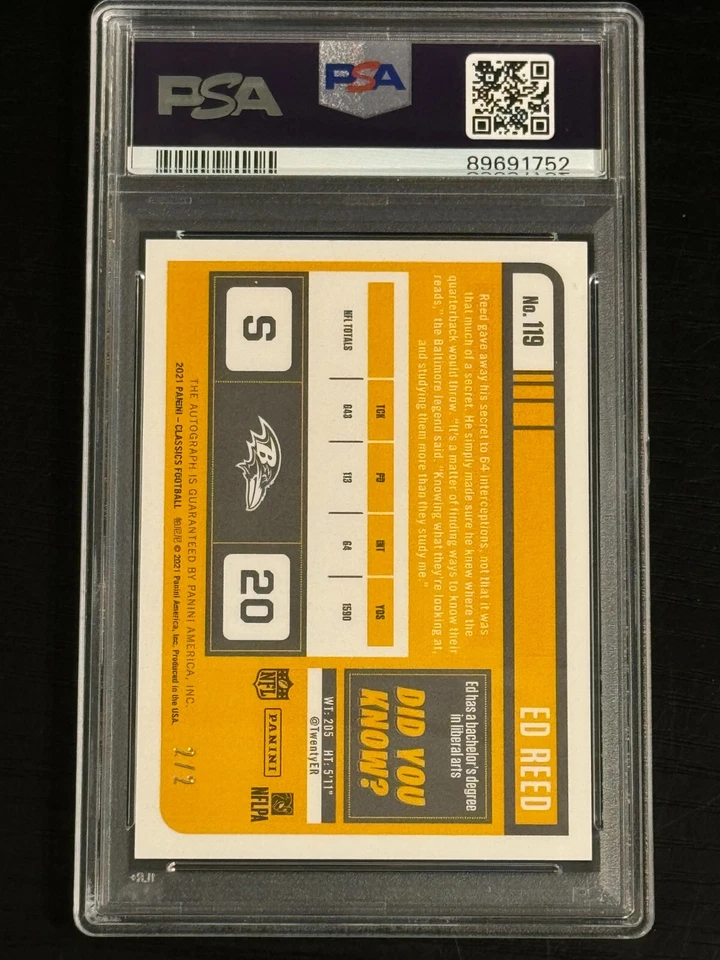 PSA
PSA
89691752
No. 119
ED REED
Reed gave away his secret to 64 interceptions, not that it was
that much of a secret. He simply made sure he knew where the
quarterback would throw. "It's a matter of finding ways to know their
reads," the Baltimore legend said. "Knowing what they're looking at,
and studying them more than they study me."
TCK PD INT YDS
NFL TOTALS 643 113 64 1590
S
B
20
Ed has a bachelor's degree
in liberal arts
DID YOU
KNOW?
WT: 205 HT: 5'11"
@TwentyER
NFL
PANINI
NFLPA
THE AUTOGRAPH IS GUARANTEED BY PANINI AMERICA, INC.
2021 PANINI – CLASSICS FOOTBALL 帕尼尼 © 2021 Panini America, Inc. Produced in the USA.
2/2